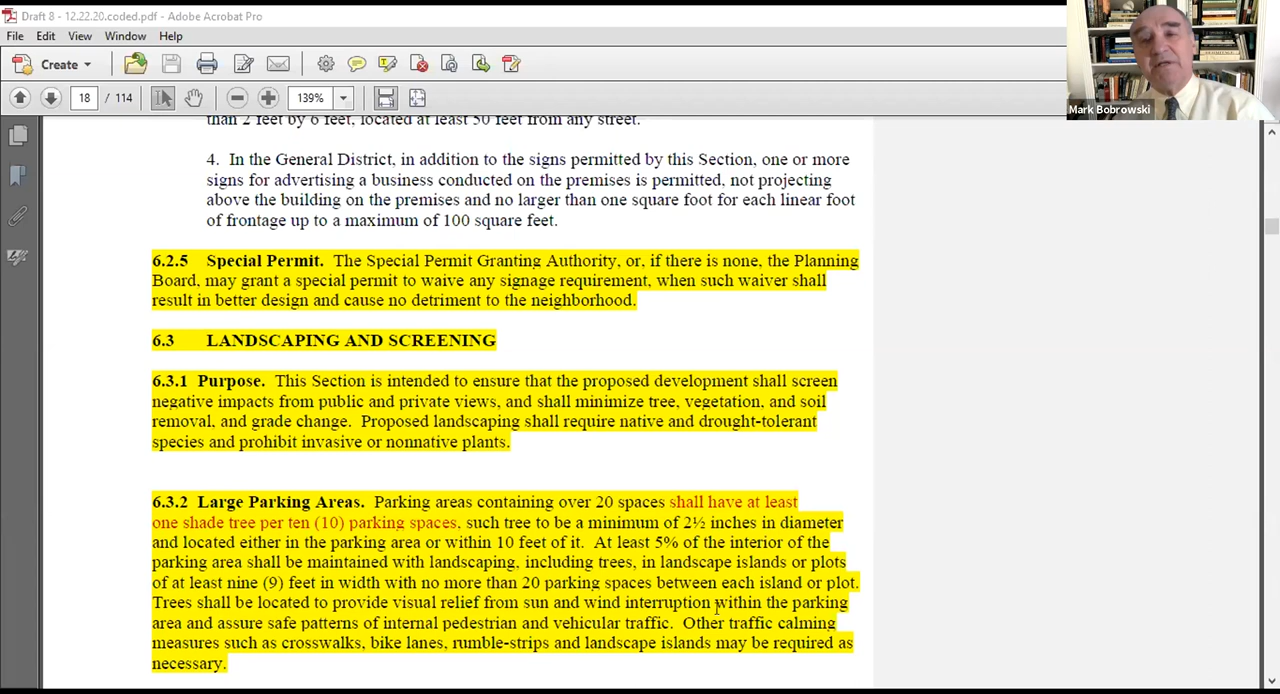 Draft 8 - 12.22.20.coded.pdf - Adobe Acrobat Pro
File Edit View Window Help
Create
18 / 114 139%
Mark Bobrowski
than 2 feet by 6 feet, located at least 50 feet from any street.
4. In the General District, in addition to the signs permitted by this Section, one or more
signs for advertising a business conducted on the premises is permitted, not projecting
above the building on the premises and no larger than one square foot for each linear foot
of frontage up to a maximum of 100 square feet.
6.2.5 Special Permit. The Special Permit Granting Authority, or, if there is none, the Planning
Board, may grant a special permit to waive any signage requirement, when such waiver shall
result in better design and cause no detriment to the neighborhood.
6.3 LANDSCAPING AND SCREENING
6.3.1 Purpose. This Section is intended to ensure that the proposed development shall screen
negative impacts from public and private views, and shall minimize tree, vegetation, and soil
removal, and grade change. Proposed landscaping shall require native and drought-tolerant
species and prohibit invasive or nonnative plants.
6.3.2 Large Parking Areas. Parking areas containing over 20 spaces shall have at least
one shade tree per ten (10) parking spaces, such tree to be a minimum of 2½ inches in diameter
and located either in the parking area or within 10 feet of it. At least 5% of the interior of the
parking area shall be maintained with landscaping, including trees, in landscape islands or plots
of at least nine (9) feet in width with no more than 20 parking spaces between each island or plot.
Trees shall be located to provide visual relief from sun and wind interruption within the parking
area and assure safe patterns of internal pedestrian and vehicular traffic. Other traffic calming
measures such as crosswalks, bike lanes, rumble-strips and landscape islands may be required as
necessary.